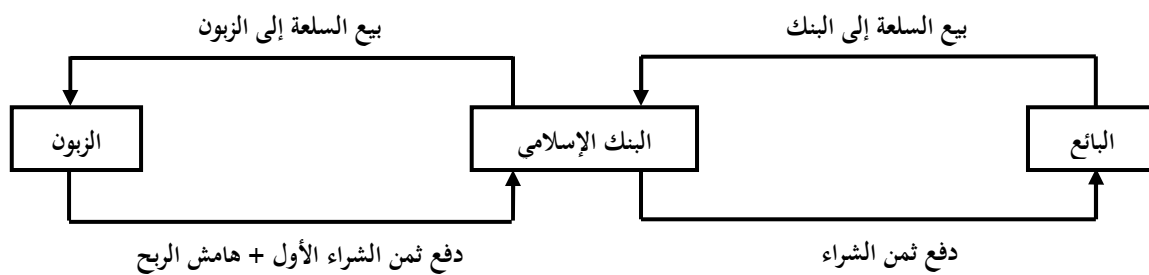 بيع السلعة إلى البنك
بيع السلعة إلى الزبون
البائع
البنك الإسلامي
الزبون
دفع ثمن الشراء
دفع ثمن الشراء الأول + هامش الربح